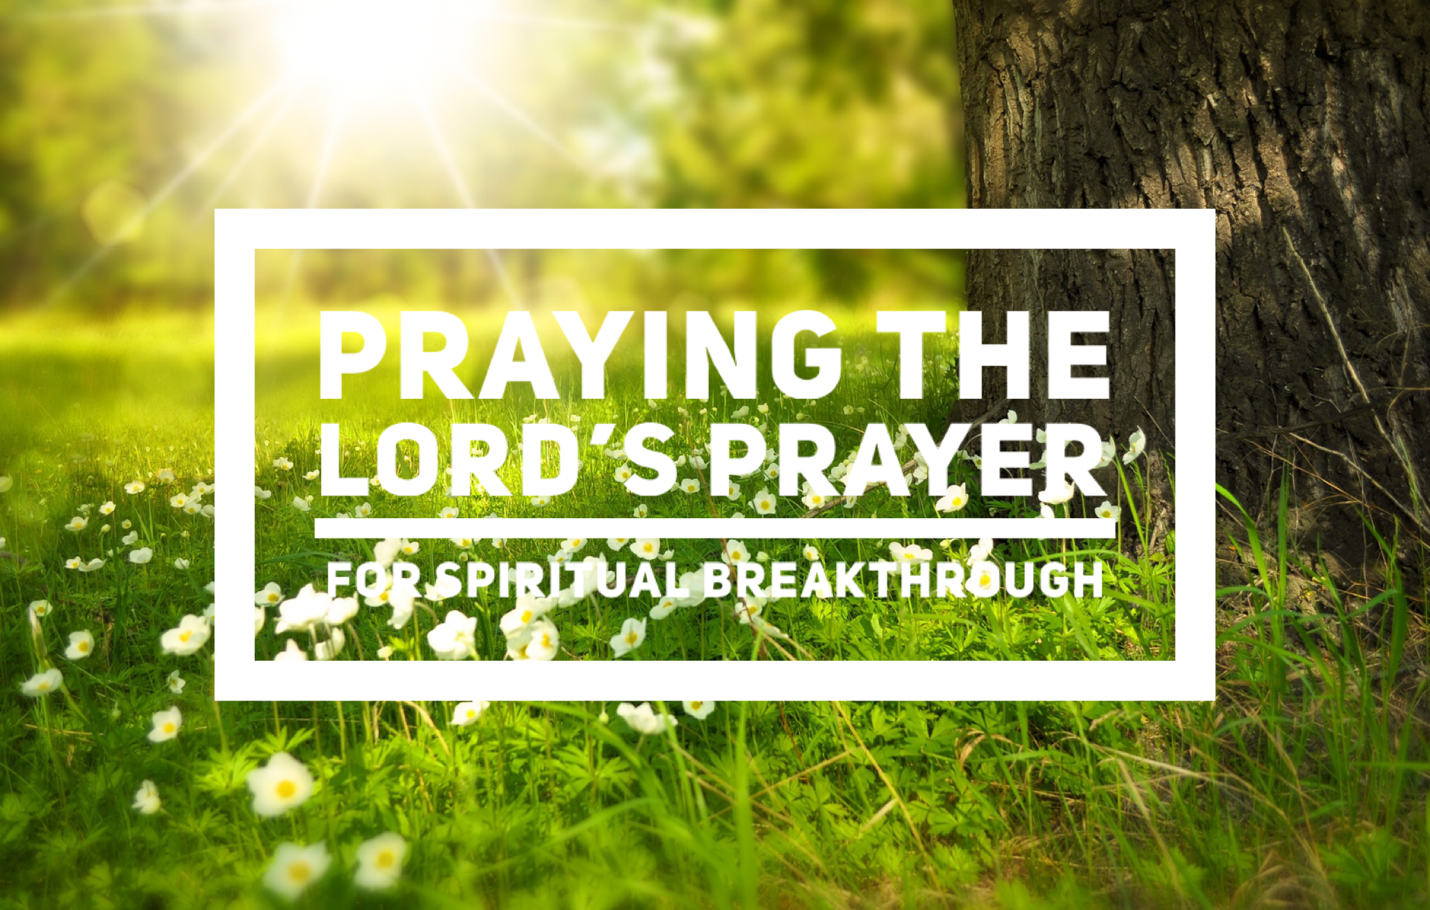 PRAYING THE
LORD'S PRAYER
FOR SPIRITUAL BREAKTHROUGH